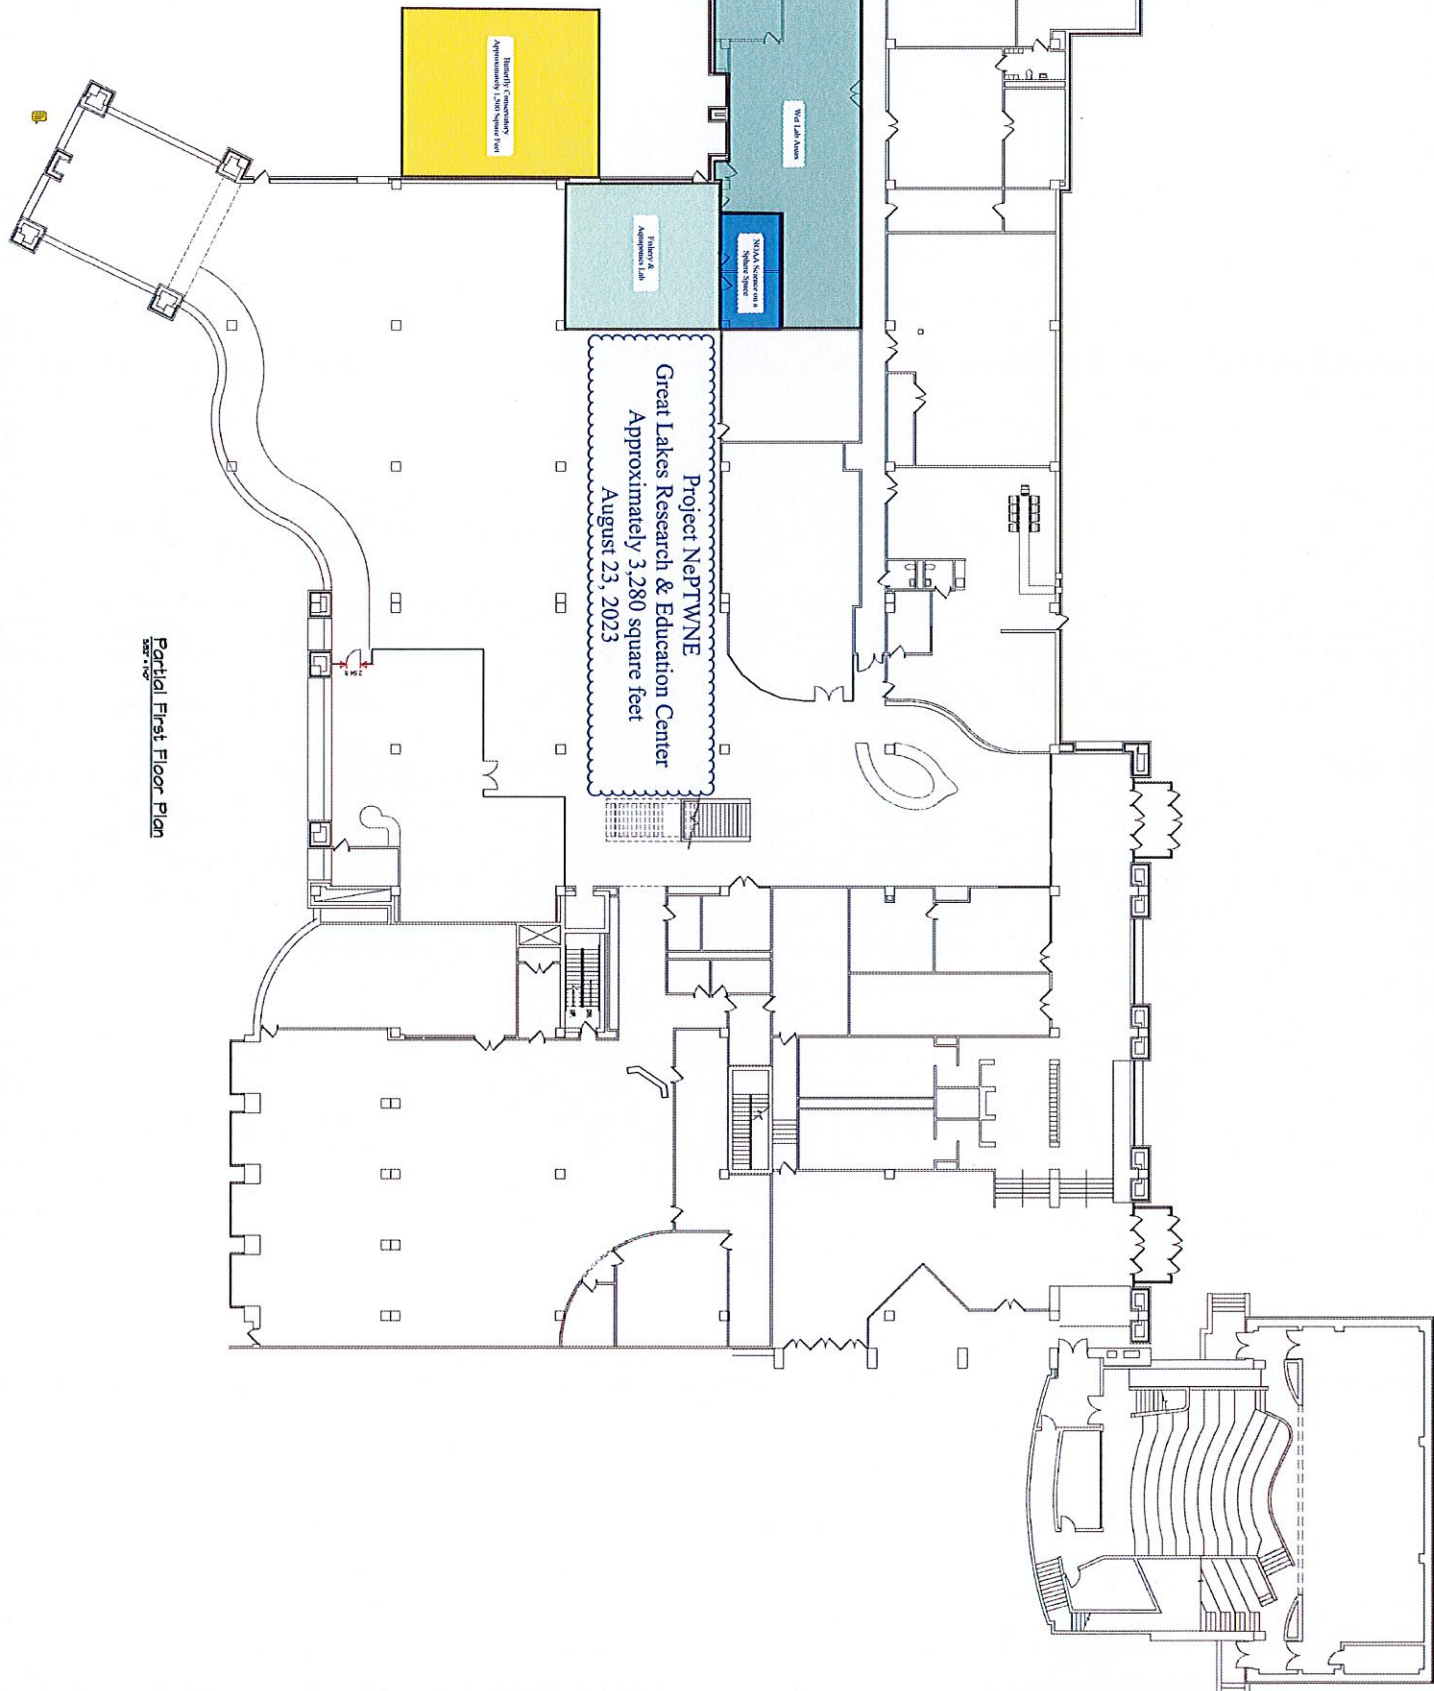 Butterfly Conservatory
Approximately 1,500 Square Feet
Wet Lab Areas
NOAA Science on a
Sphere Space
Fishery &
Aquaponics Lab
Project NePTWNE
Great Lakes Research & Education Center
Approximately 3,280 square feet
August 23, 2023
Partial First Floor Plan